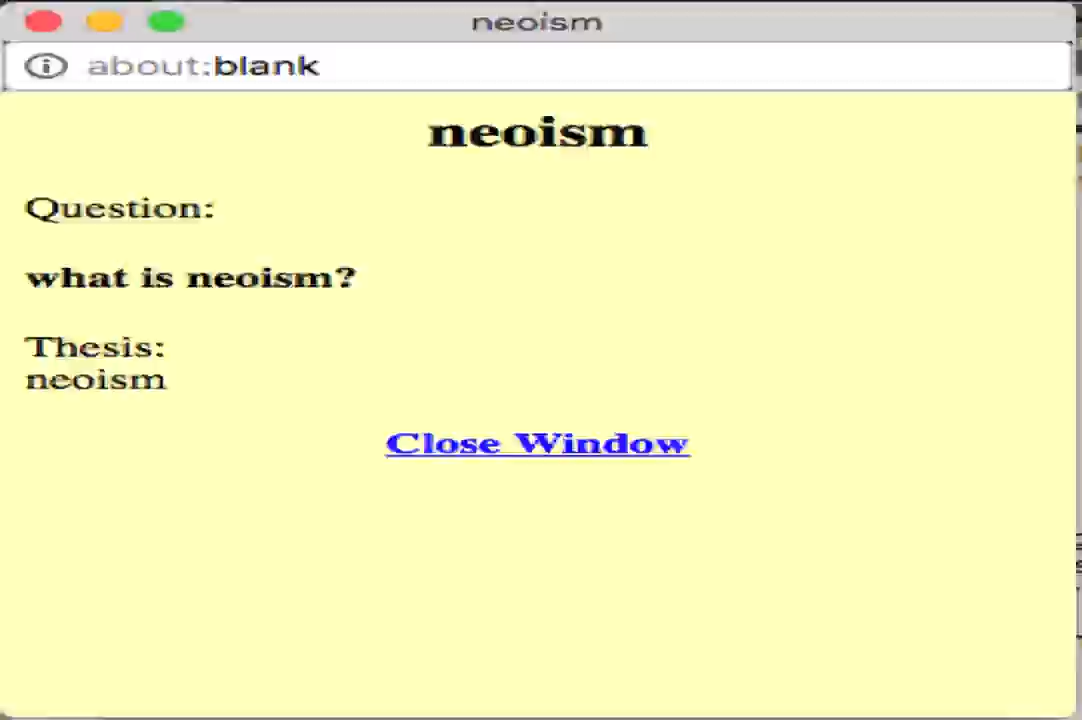 neoism
about:blank
neoism
Question:
what is neoism?
Thesis:
neoism
Close Window